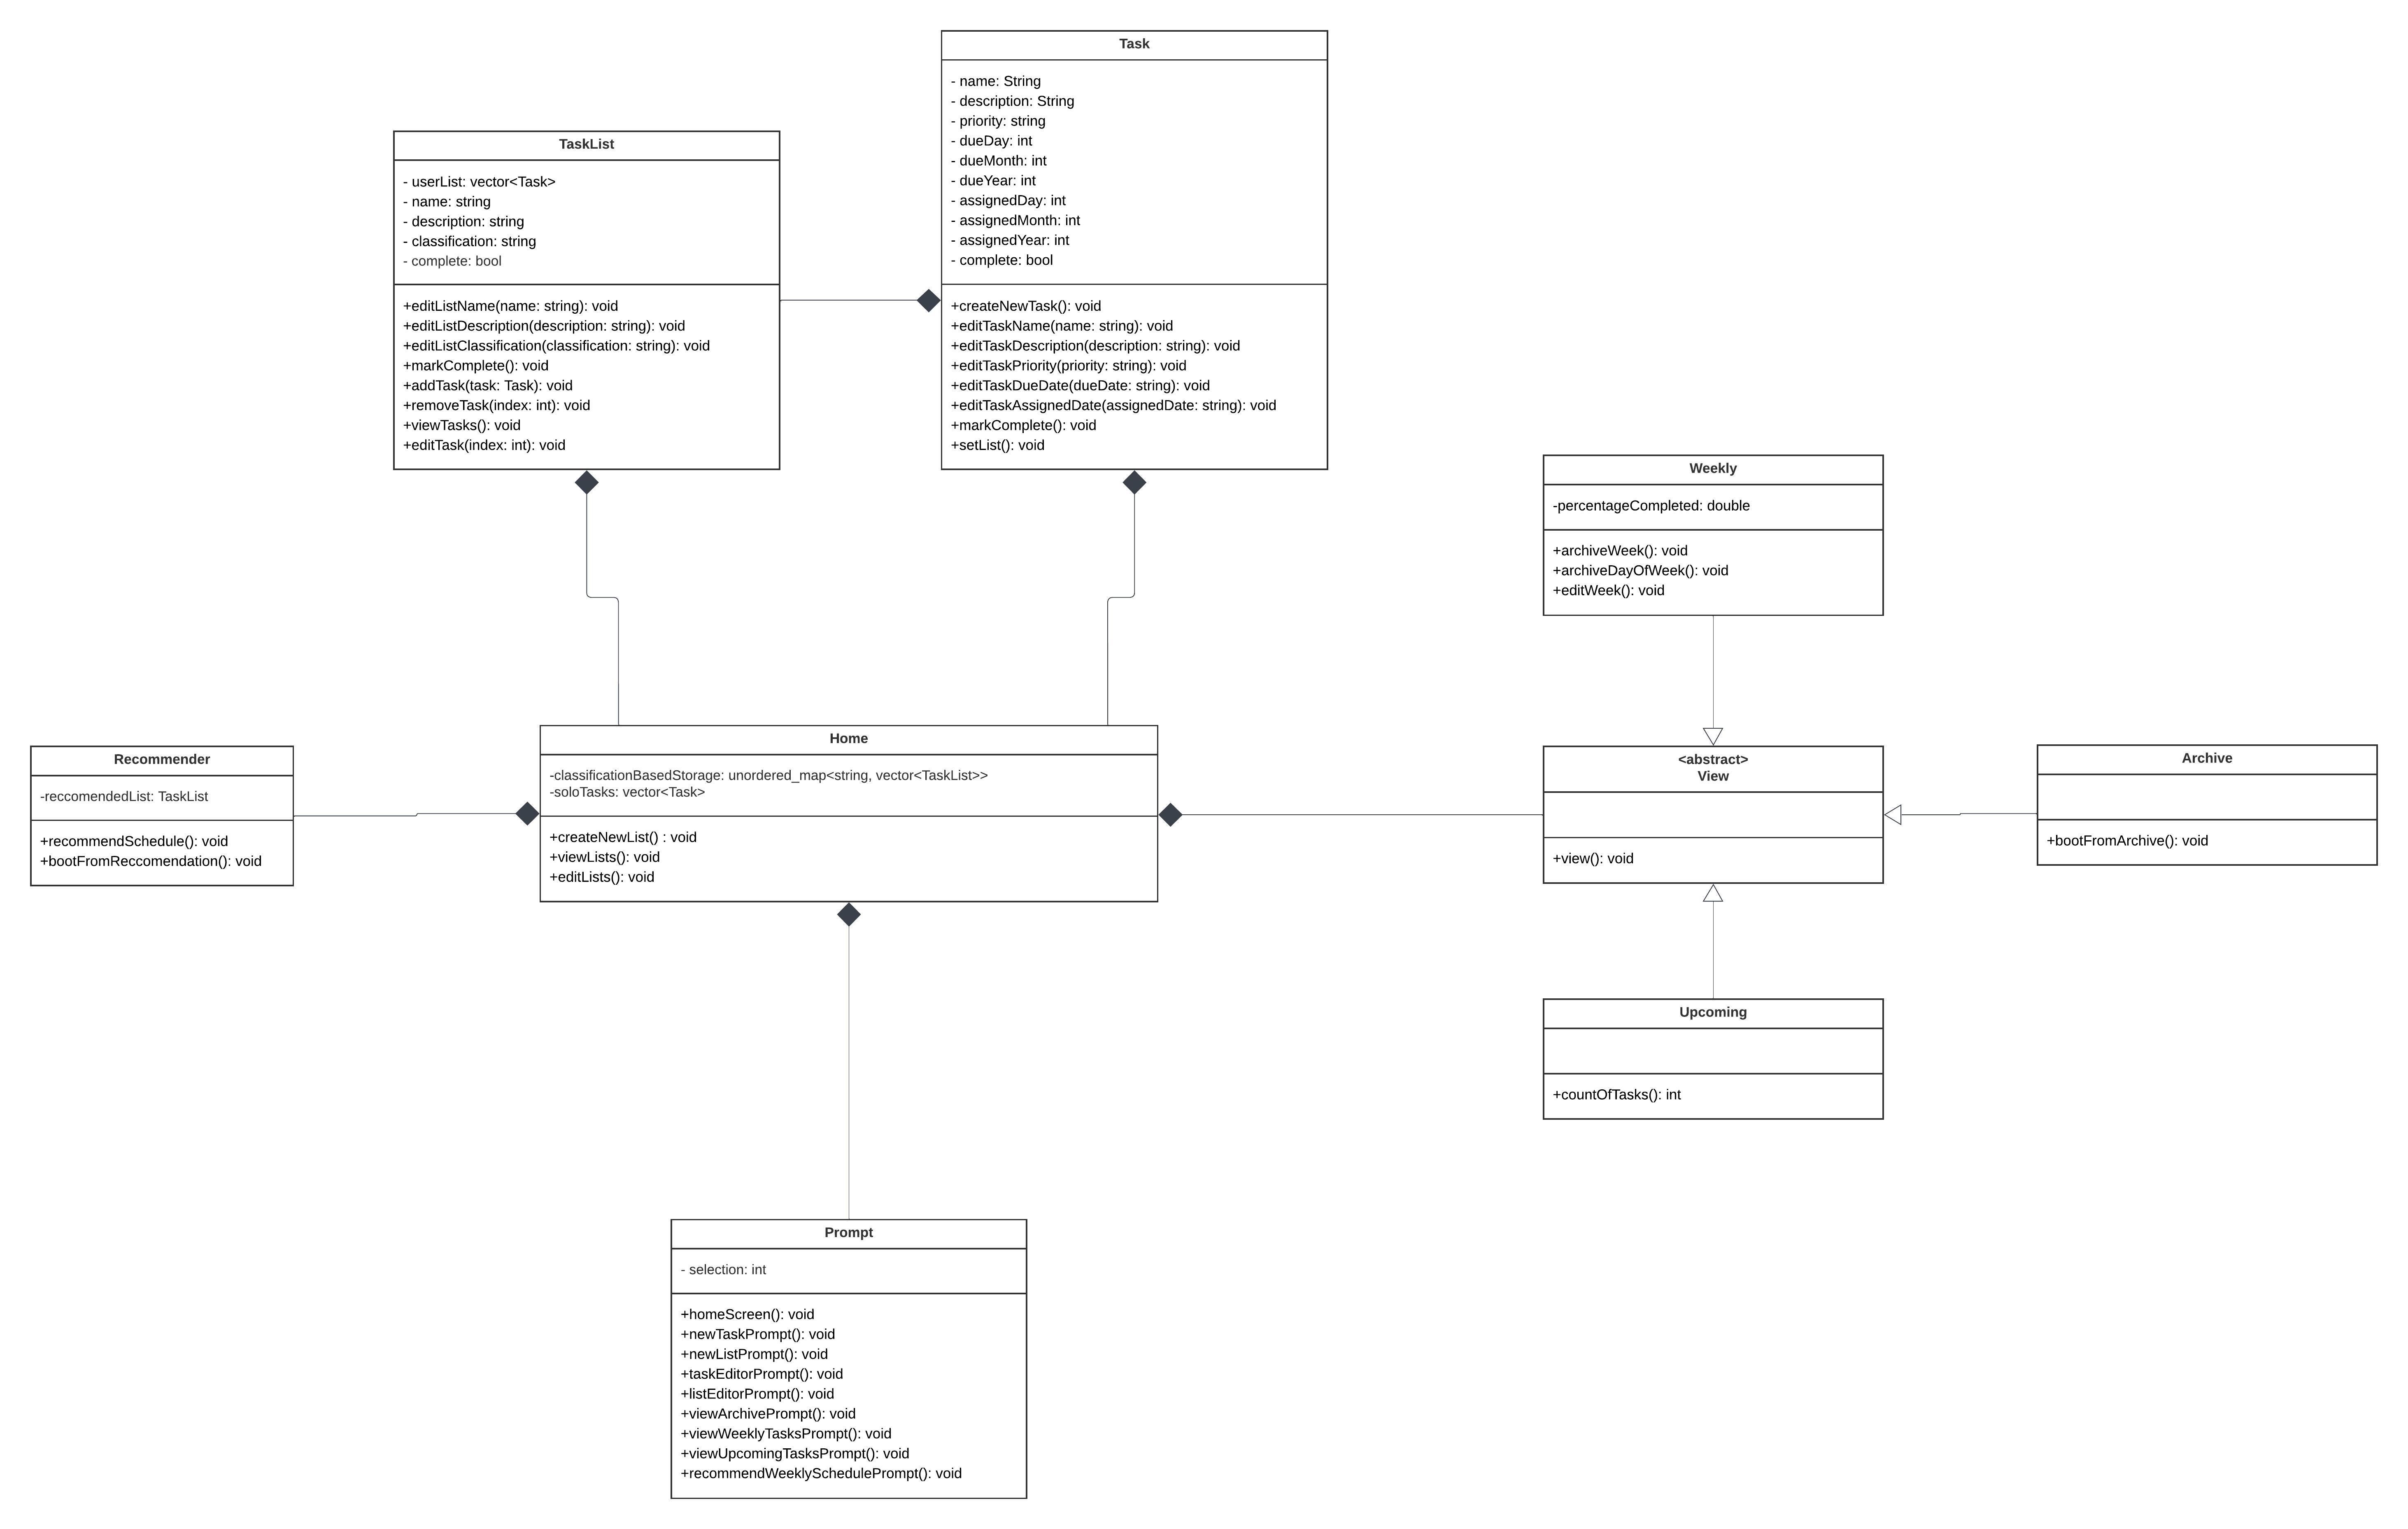 Task
- name: String
- description: String
- priority: string
- dueDay: int
- dueMonth: int
- dueYear: int
- assignedDay: int
- assignedMonth: int
- assignedYear: int
- complete: bool
+createNewTask(): void
+editTaskName(name: string): void
+editTaskDescription(description: string): void
+editTaskPriority(priority: string): void
+editTaskDueDate(dueDate: string): void
+editTaskAssignedDate(assignedDate: string): void
+markComplete(): void
+setList(): void
TaskList
- userList: vector<Task>
- name: string
- description: string
- classification: string
- complete: bool
+editListName(name: string): void
+editListDescription(description: string): void
+editListClassification(classification: string): void
+markComplete(): void
+addTask(task: Task): void
+removeTask(index: int): void
+viewTasks(): void
+editTask(index: int): void
Weekly
-percentageCompleted: double
+archiveWeek(): void
+archiveDayOfWeek(): void
+editWeek(): void
Recommender
-reccomendedList: TaskList
+recommendSchedule(): void
+bootFromReccomendation(): void
Home
-classificationBasedStorage: unordered_map<string, vector<TaskList>>
-soloTasks: vector<Task>
+createNewList() : void
+viewLists(): void
+editLists(): void
<abstract>
View
+view(): void
Archive
+bootFromArchive(): void
Upcoming
+countOfTasks(): int
Prompt
- selection: int
+homeScreen(): void
+newTaskPrompt(): void
+newListPrompt(): void
+taskEditorPrompt(): void
+listEditorPrompt(): void
+viewArchivePrompt(): void
+viewWeeklyTasksPrompt(): void
+viewUpcomingTasksPrompt(): void
+recommendWeeklySchedulePrompt(): void